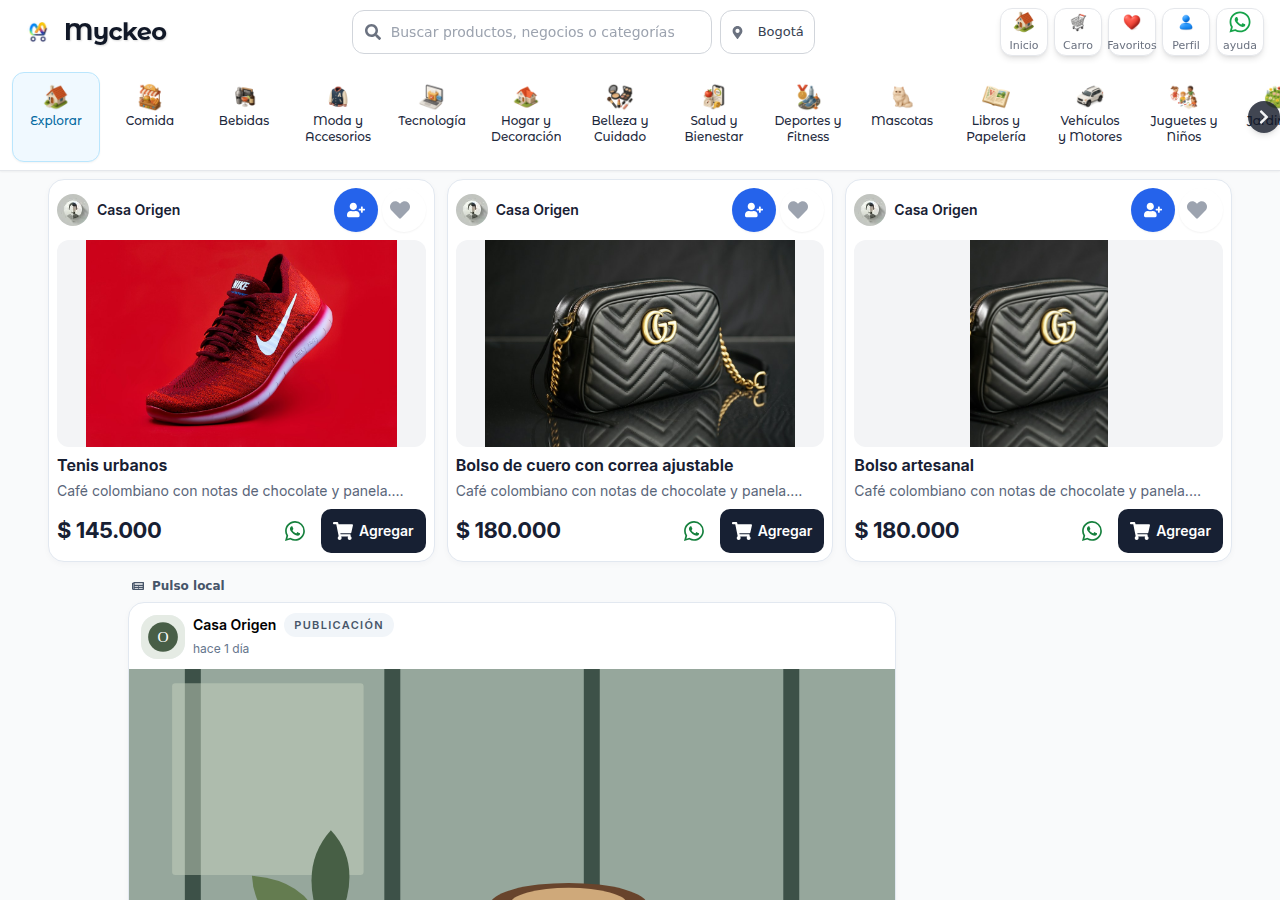 Myckeo
Buscar productos, negocios o categorías
Bogotá
Inicio
Carro
Favoritos
Perfil
ayuda
Explorar
Comida
Bebidas
Moda y
Accesorios
Tecnología
Hogar y
Decoración
Belleza y
Cuidado
Salud y
Bienestar
Deportes y
Fitness
Mascotas
Libros y
Papelería
Vehículos
y Motores
Juguetes y
Niños
Casa Origen
Casa Origen
Casa Origen
NIKE
Tenis urbanos
Café colombiano con notas de chocolate y panela....
$ 145.000
Agregar
Bolso de cuero con correa ajustable
Café colombiano con notas de chocolate y panela....
$ 180.000
Agregar
Bolso artesanal
Café colombiano con notas de chocolate y panela....
$ 180.000
Agregar
Pulso local
O
Casa Origen
PUBLICACIÓN
hace 1 día